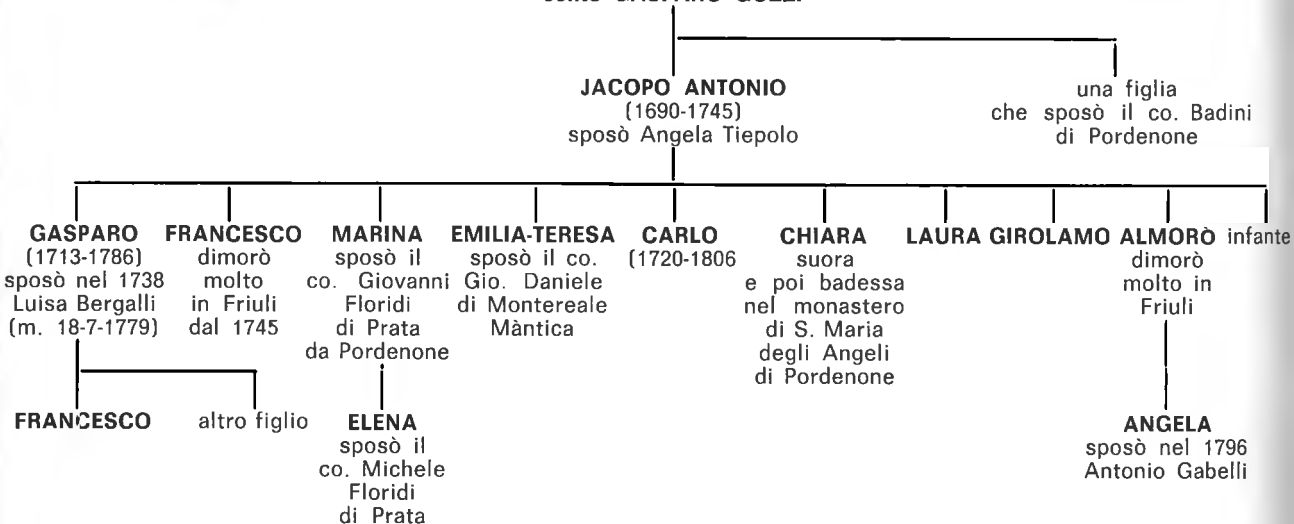 JACOPO ANTONIO
(1690-1745)
sposò Angela Tiepolo
una figlia
che sposò il co. Badini
di Pordenone
GASPARO
(1713-1786)
sposò nel 1738
Luisa Bergalli
(m. 18-7-1779)
FRANCESCO
dimorò
molto
in Friuli
dal 1745
MARINA
sposò il
co. Giovanni
Floridi
di Prata
da Pordenone
EMILIA-TERESA
sposò il co.
Gio. Daniele
di Montereale
Màntica
CARLO
(1720-1806
CHIARA
suora
e poi badessa
nel monastero
di S. Maria
degli Angeli
di Pordenone
LAURA
GIROLAMO
ALMORÒ
dimorò
molto in
Friuli
infante
FRANCESCO
altro figlio
ELENA
sposò il
co. Michele
Floridi
di Prata
ANGELA
sposò nel 1796
Antonio Gabelli